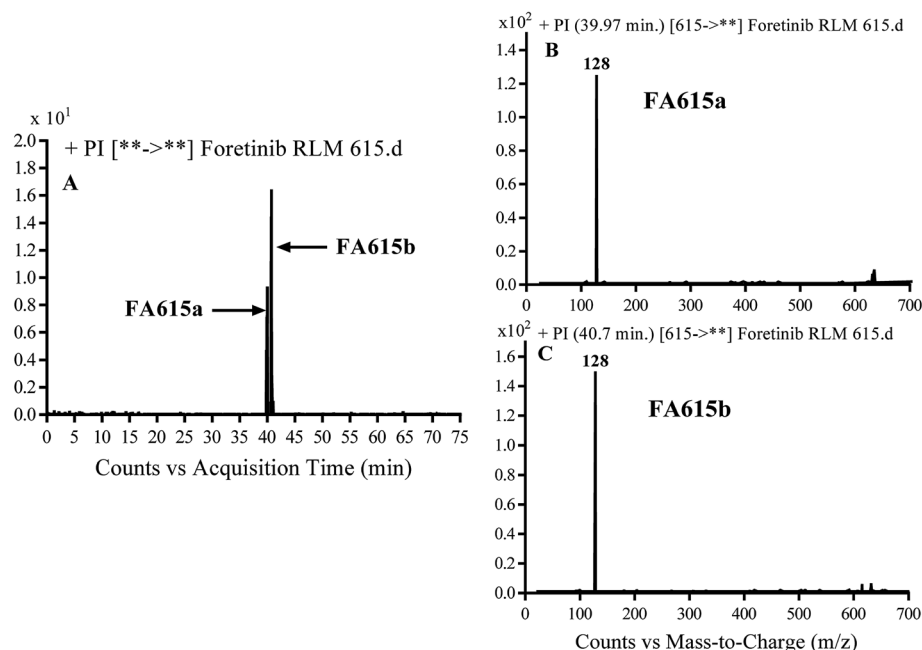 x 10¹
2.0
+ PI [**->**] Foretinib RLM 615.d
1.8
A
1.6
1.4
1.2
FA615b
1.0
0.8
FA615a
0.6
0.4
0.2
0.0
0 5 10 15 20 25 30 35 40 45 50 55 60 65 70 75
Counts vs Acquisition Time (min)
x10²
+ PI (39.97 min.) [615->**] Foretinib RLM 615.d
B
1.4
128
1.2
FA615a
1.0
0.8
0.6
0.4
0.2
0.0
0 100 200 300 400 500 600 700
x10²
+ PI (40.7 min.) [615->**] Foretinib RLM 615.d
C
1.6
128
1.4
FA615b
1.2
1.0
0.8
0.6
0.4
0.2
0.0
0 100 200 300 400 500 600 700
Counts vs Mass-to-Charge (m/z)